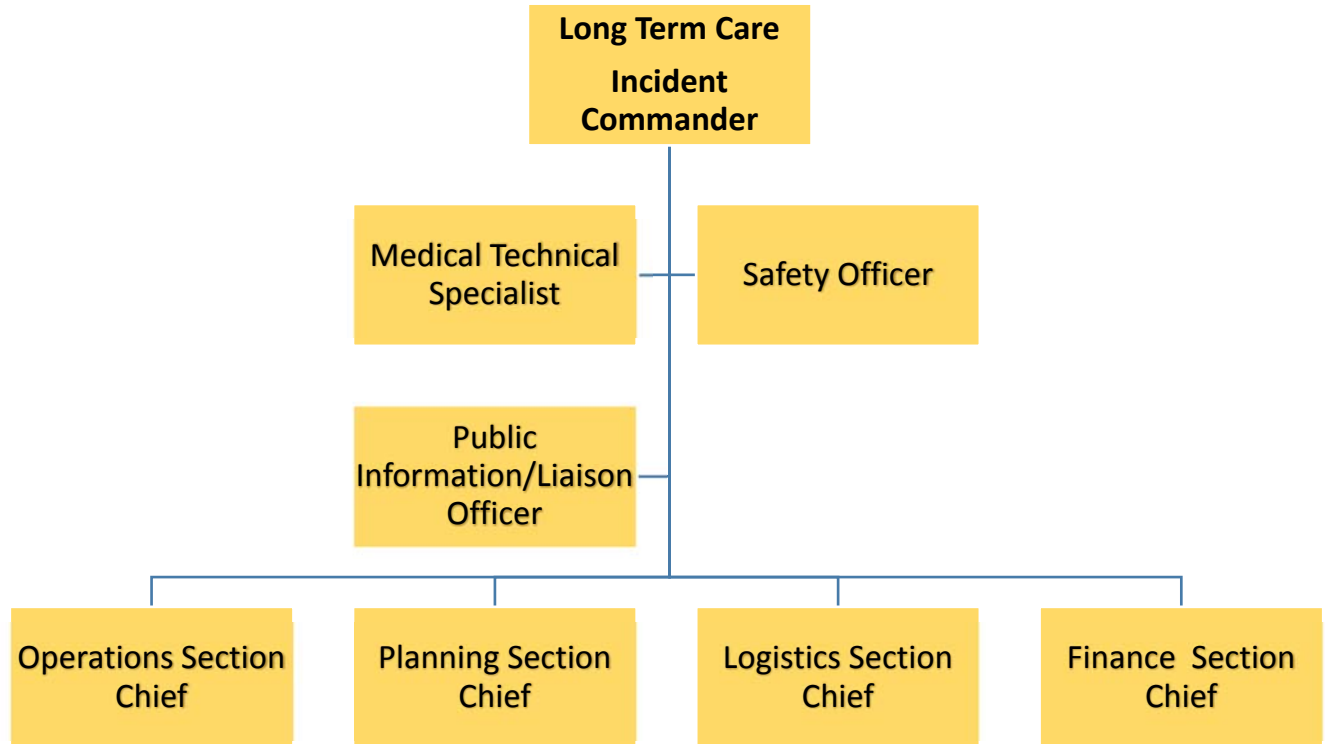 Long Term Care
Incident
Commander
Medical Technical
Specialist
Safety Officer
Public
Information/Liaison
Officer
Operations Section
Chief
Planning Section
Chief
Logistics Section
Chief
Finance  Section
Chief